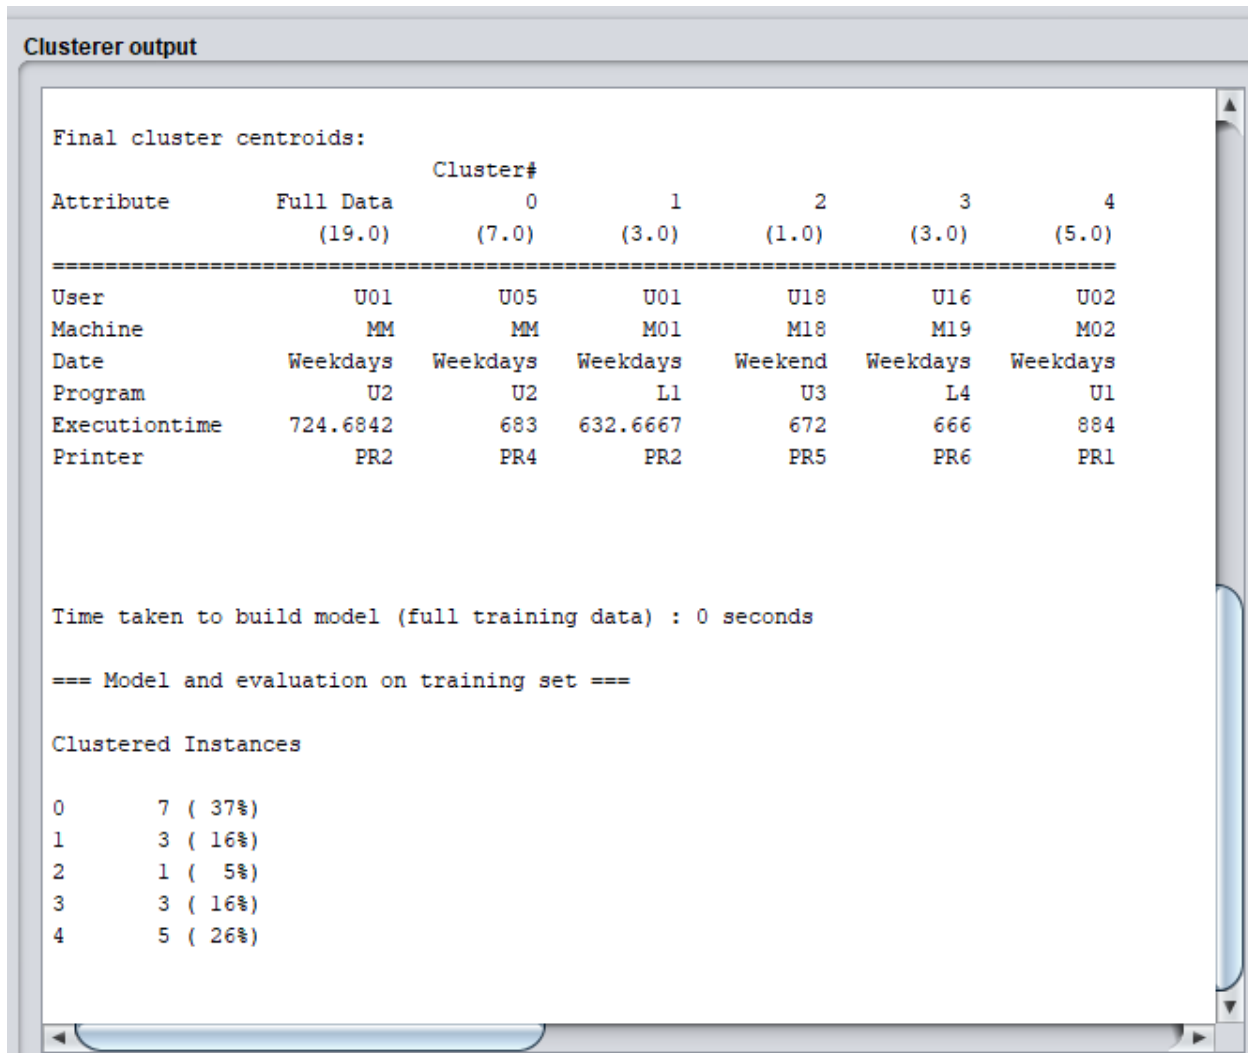 Clusterer output
Final cluster centroids:
Cluster#
Attribute Full Data 0 1 2 3 4
(19.0) (7.0) (3.0) (1.0) (3.0) (5.0)
==================================================================================
User U01 U05 U01 U18 U16 U02
Machine MM MM M01 M18 M19 M02
Date Weekdays Weekdays Weekdays Weekend Weekdays Weekdays
Program U2 U2 L1 U3 L4 U1
Executiontime 724.6842 683 632.6667 672 666 884
Printer PR2 PR4 PR2 PR5 PR6 PR1
Time taken to build model (full training data) : 0 seconds
=== Model and evaluation on training set ===
Clustered Instances
0 7 ( 37%)
1 3 ( 16%)
2 1 ( 5%)
3 3 ( 16%)
4 5 ( 26%)